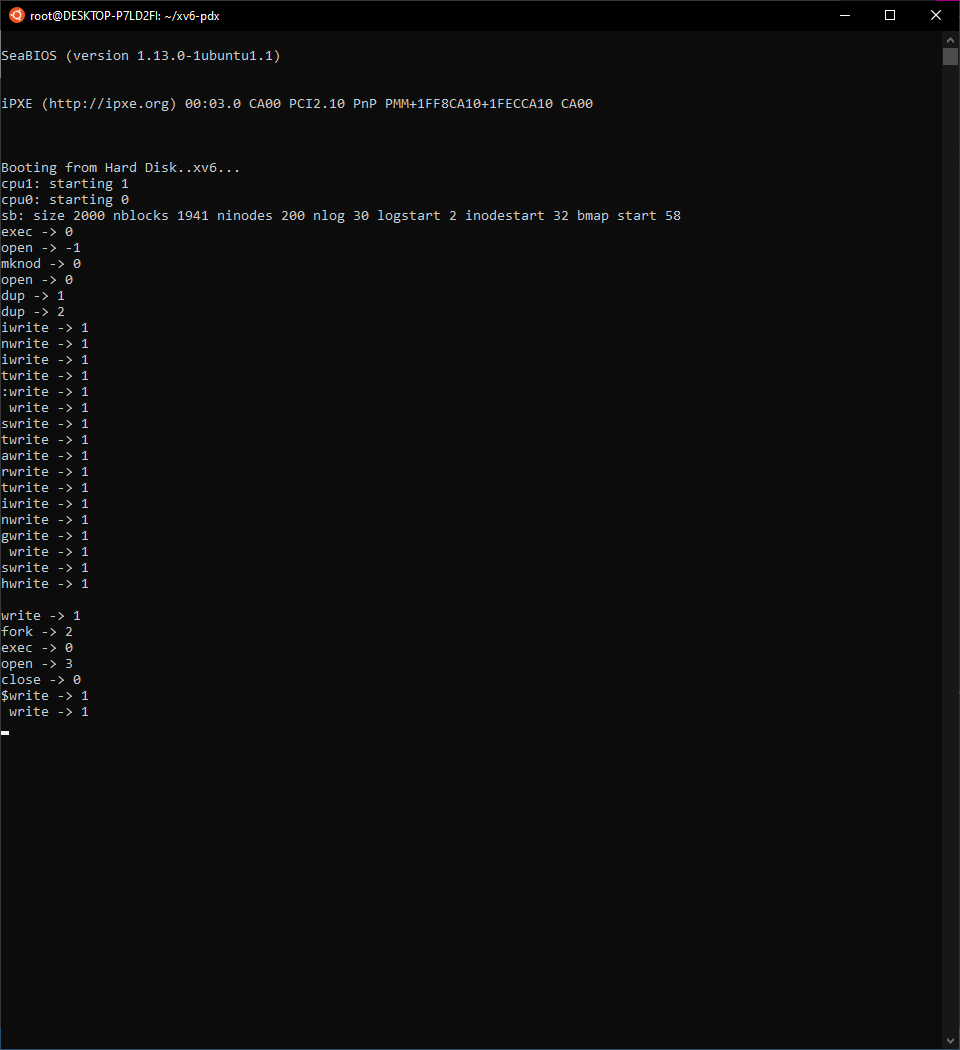 root@DESKTOP-P7LD2FI: ~/xv6-pdx
SeaBIOS (version 1.13.0-1ubuntu1.1)
iPXE (http://ipxe.org) 00:03.0 CA00 PCI2.10 PnP PMM+1FF8CA10+1FECCA10 CA00
Booting from Hard Disk..xv6...
cpu1: starting 1
cpu0: starting 0
sb: size 2000 nblocks 1941 ninodes 200 nlog 30 logstart 2 inodestart 32 bmap start 58
exec -> 0
open -> -1
mknod -> 0
open -> 0
dup -> 1
dup -> 2
iwrite -> 1
nwrite -> 1
iwrite -> 1
twrite -> 1
:write -> 1
 write -> 1
swrite -> 1
twrite -> 1
awrite -> 1
rwrite -> 1
twrite -> 1
iwrite -> 1
nwrite -> 1
gwrite -> 1
 write -> 1
swrite -> 1
hwrite -> 1

write -> 1
fork -> 2
exec -> 0
open -> 3
close -> 0
$write -> 1
 write -> 1